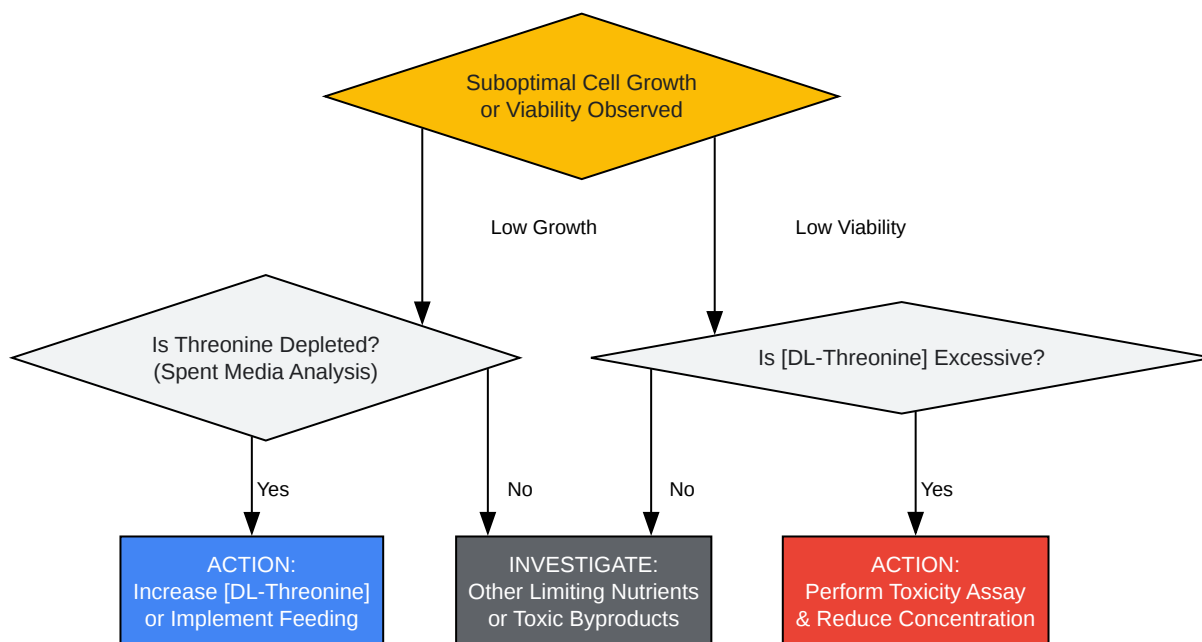 Suboptimal Cell Growth
or Viability Observed
Low Growth
Low Viability
Is Threonine Depleted?
(Spent Media Analysis)
Is [DL-Threonine] Excessive?
Yes
No
No
Yes
ACTION:
Increase [DL-Threonine]
or Implement Feeding
INVESTIGATE:
Other Limiting Nutrients
or Toxic Byproducts
ACTION:
Perform Toxicity Assay
& Reduce Concentration